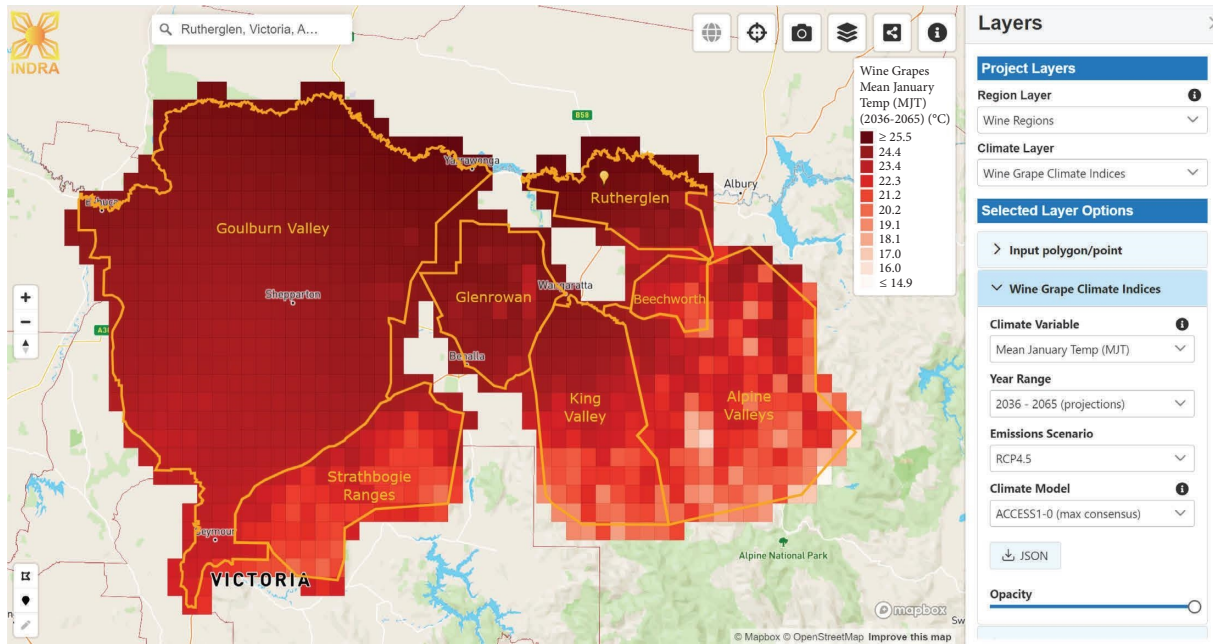 INDRA
Rutherglen, Victoria, A...
B58
Wine Grapes
Mean January
Temp (MJT)
(2036-2065) (°C)
≥ 25.5
24.4
23.4
22.3
21.2
20.2
19.1
18.1
17.0
16.0
≤ 14.9
Yarrawonga
Albury
Rutherglen
Echuca
Goulburn Valley
Shepparton
Glenrowan
Wangaratta
Beechworth
Benalla
King
Valley
Alpine
Valleys
Strathbogie
Ranges
Seymour
VICTORIA
Alpine National Park
mapbox
© Mapbox © OpenStreetMap Improve this map
Layers
Project Layers
Region Layer
Wine Regions
Climate Layer
Wine Grape Climate Indices
Selected Layer Options
Input polygon/point
Wine Grape Climate Indices
Climate Variable
Mean January Temp (MJT)
Year Range
2036 - 2065 (projections)
Emissions Scenario
RCP4.5
Climate Model
ACCESS1-0 (max consensus)
JSON
Opacity